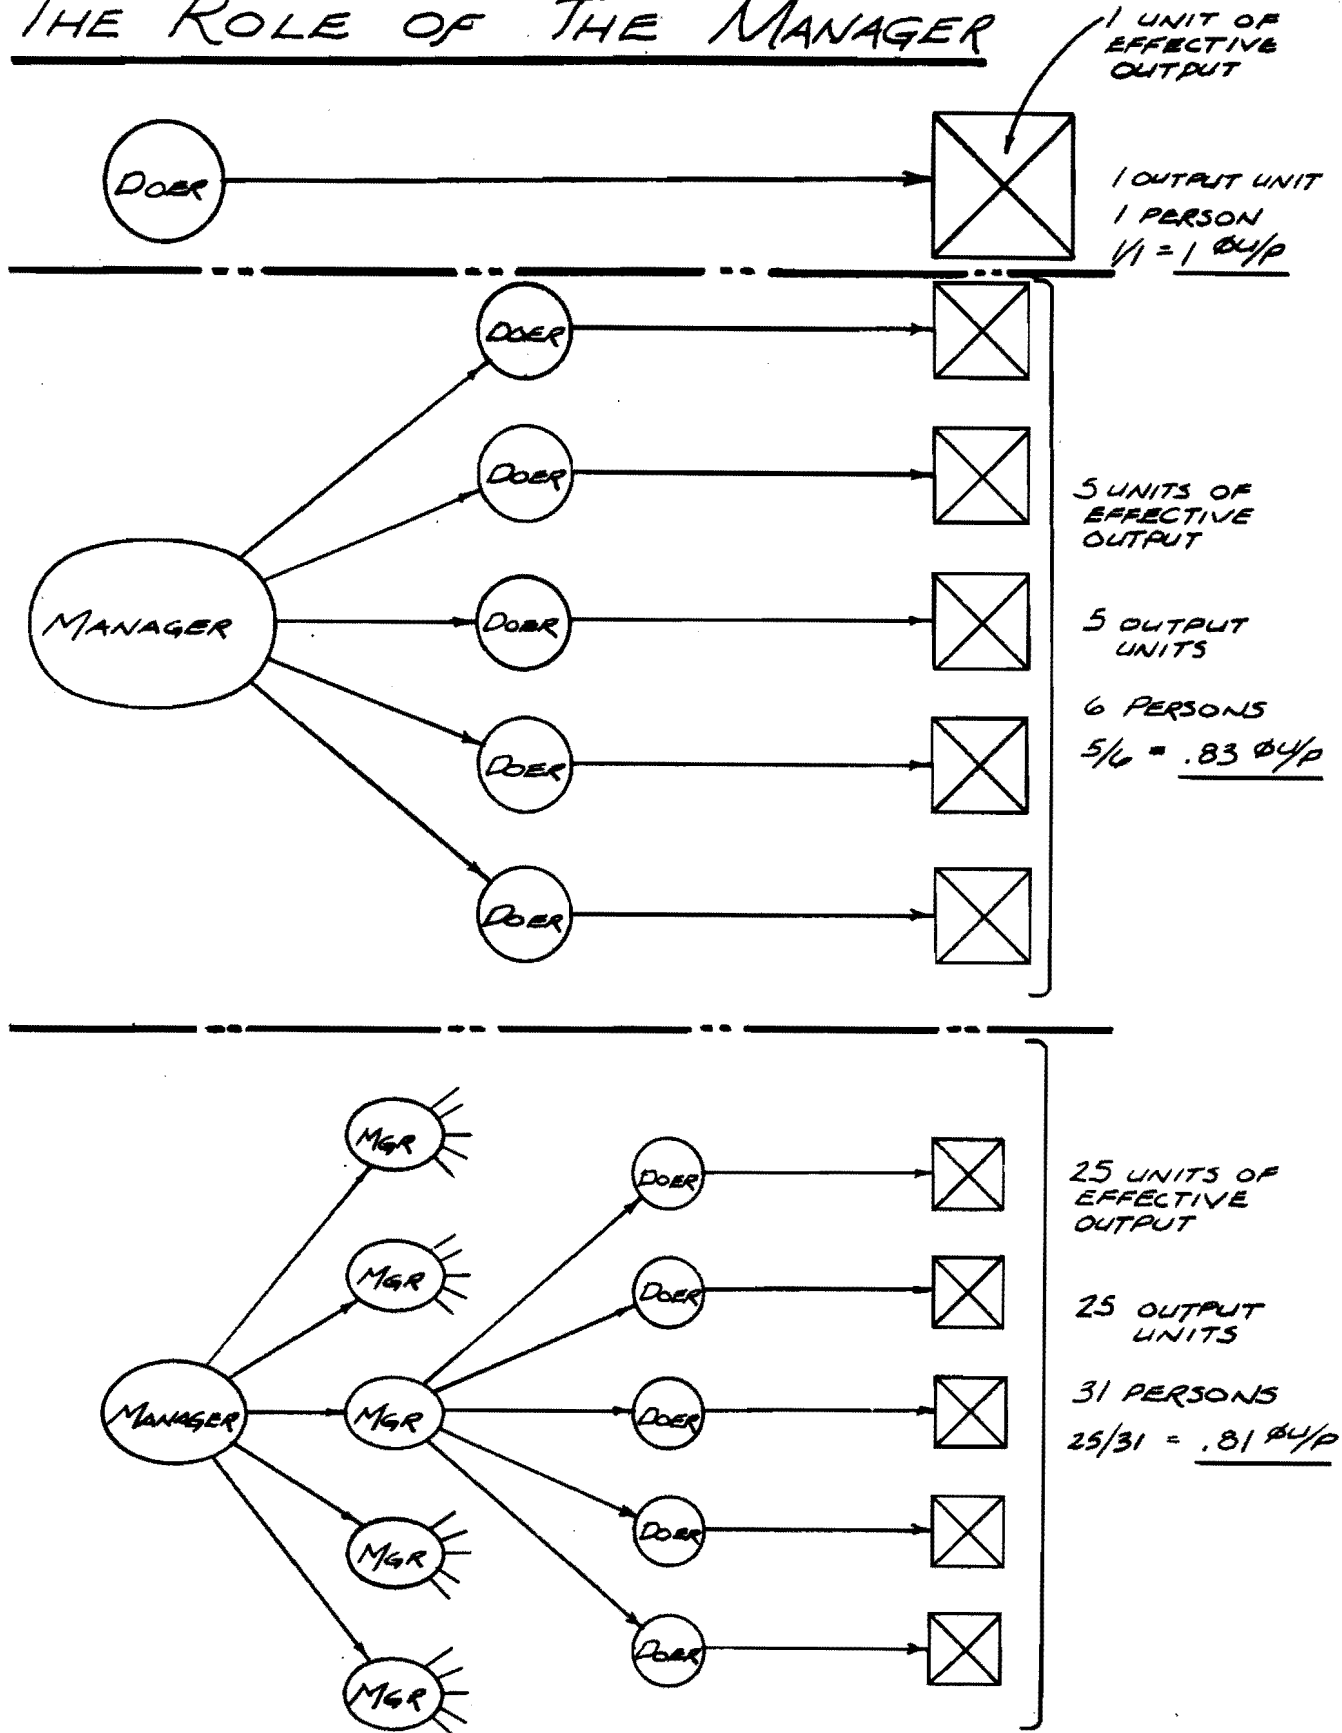 THE ROLE OF THE MANAGER
1 UNIT OF
EFFECTIVE
OUTPUT
DOER
1 OUTPUT UNIT
1 PERSON
1/1 = 1 OU/P
DOER
DOER
5 UNITS OF
EFFECTIVE
OUTPUT
MANAGER
DOER
5 OUTPUT
UNITS
6 PERSONS
DOER
5/6 = .83 OU/P
DOER
MGR
DOER
25 UNITS OF
EFFECTIVE
OUTPUT
MGR
DOER
25 OUTPUT
UNITS
MANAGER
MGR
DOER
31 PERSONS
25/31 = .81 OU/P
MGR
DOER
DOER
MGR